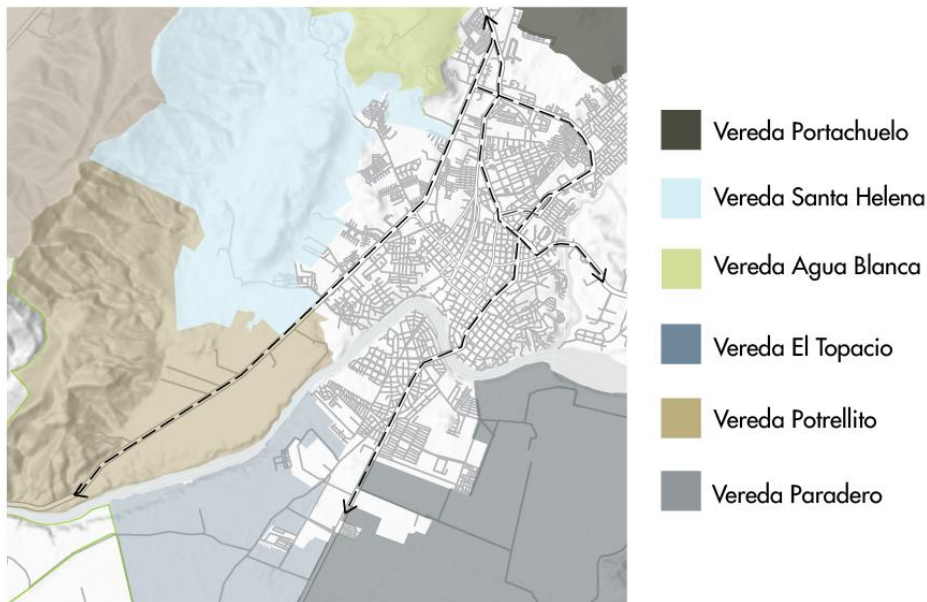 Vereda Portachuelo
Vereda Santa Helena
Vereda Agua Blanca
Vereda El Topacio
Vereda Potrellito
Vereda Paradero